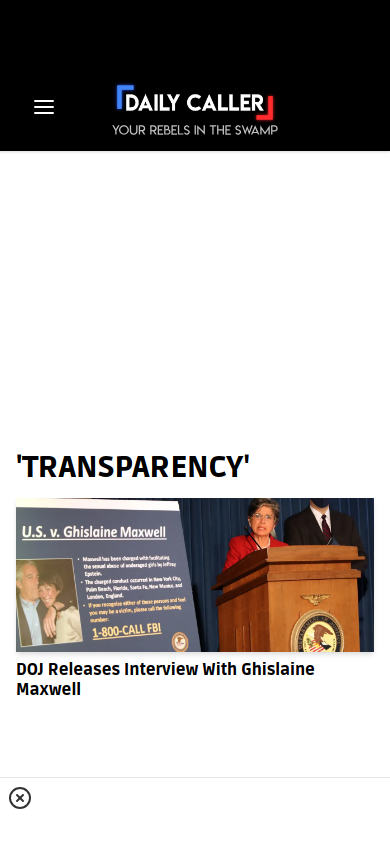 DAILY CALLER
YOUR REBELS IN THE SWAMP
'TRANSPARENCY'
U.S. v. Ghislaine Maxwell
• Maxwell has been charged with facilitating
the sexual abuse of underaged girls by Jeffrey
Epstein.
• The charged conduct occurred in New York City,
Palm Beach, Florida, Santa Fe, New Mexico, and
London, England.
• If you recognize either of these persons and feel
you may be a victim, please call the following
number:
1-800-CALL FBI
DOJ Releases Interview With Ghislaine
Maxwell